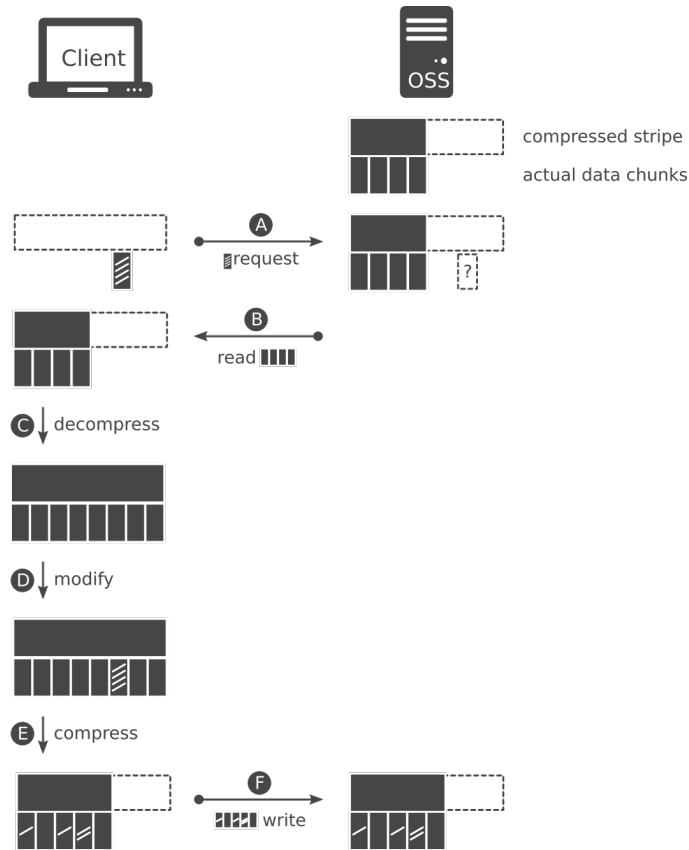 Client
OSS
compressed stripe
actual data chunks
A
request
?
B
read
C decompress
D modify
E compress
F
write